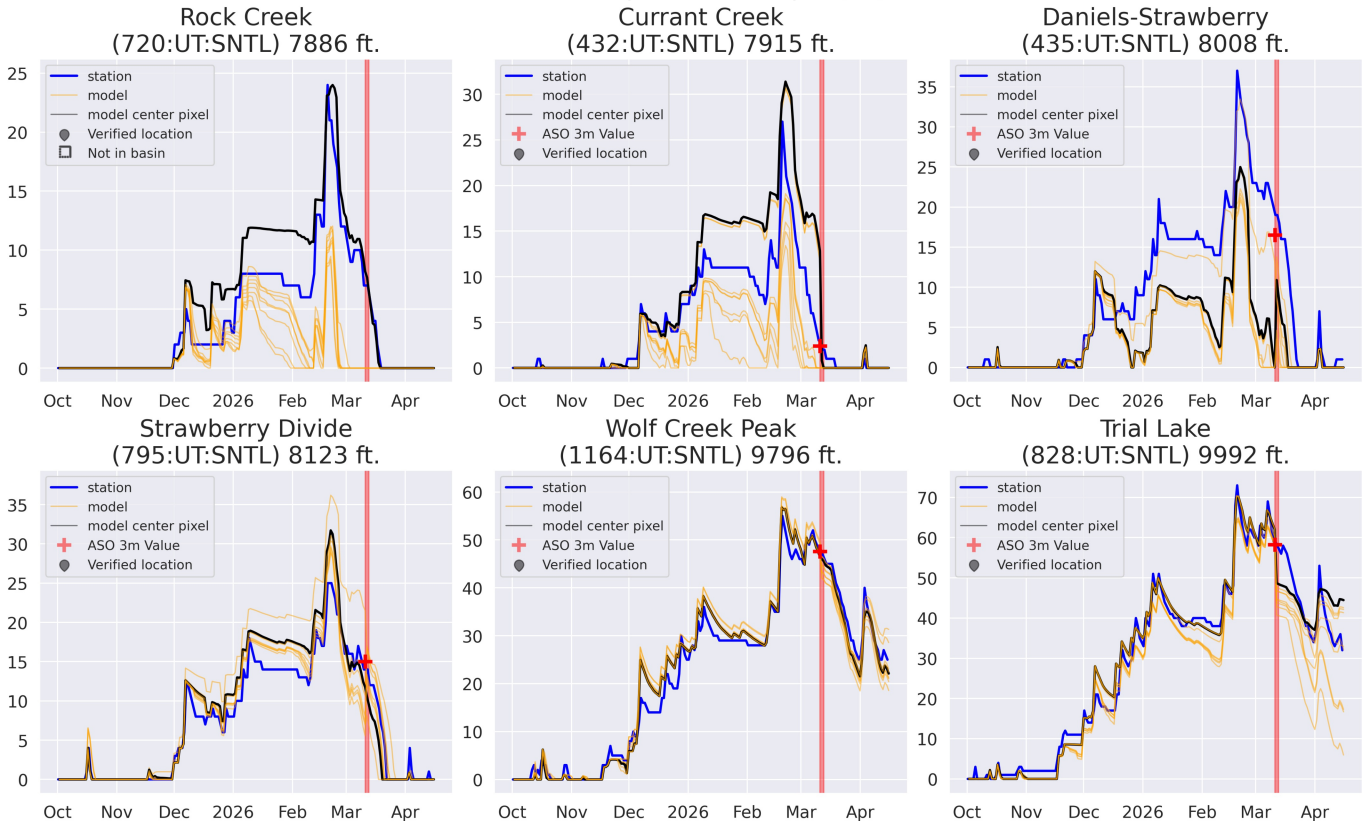 Rock Creek
(720:UT:SNTL) 7886 ft.
station
model
model center pixel
Verified location
Not in basin
25
20
15
10
5
0
Oct Nov Dec 2026 Feb Mar Apr
Currant Creek
(432:UT:SNTL) 7915 ft.
station
model
model center pixel
ASO 3m Value
Verified location
30
25
20
15
10
5
0
Oct Nov Dec 2026 Feb Mar Apr
Daniels-Strawberry
(435:UT:SNTL) 8008 ft.
station
model
model center pixel
ASO 3m Value
Verified location
35
30
25
20
15
10
5
0
Oct Nov Dec 2026 Feb Mar Apr
Strawberry Divide
(795:UT:SNTL) 8123 ft.
station
model
model center pixel
ASO 3m Value
Verified location
35
30
25
20
15
10
5
0
Oct Nov Dec 2026 Feb Mar Apr
Wolf Creek Peak
(1164:UT:SNTL) 9796 ft.
station
model
model center pixel
ASO 3m Value
Verified location
60
50
40
30
20
10
0
Oct Nov Dec 2026 Feb Mar Apr
Trial Lake
(828:UT:SNTL) 9992 ft.
station
model
model center pixel
ASO 3m Value
Verified location
70
60
50
40
30
20
10
0
Oct Nov Dec 2026 Feb Mar Apr